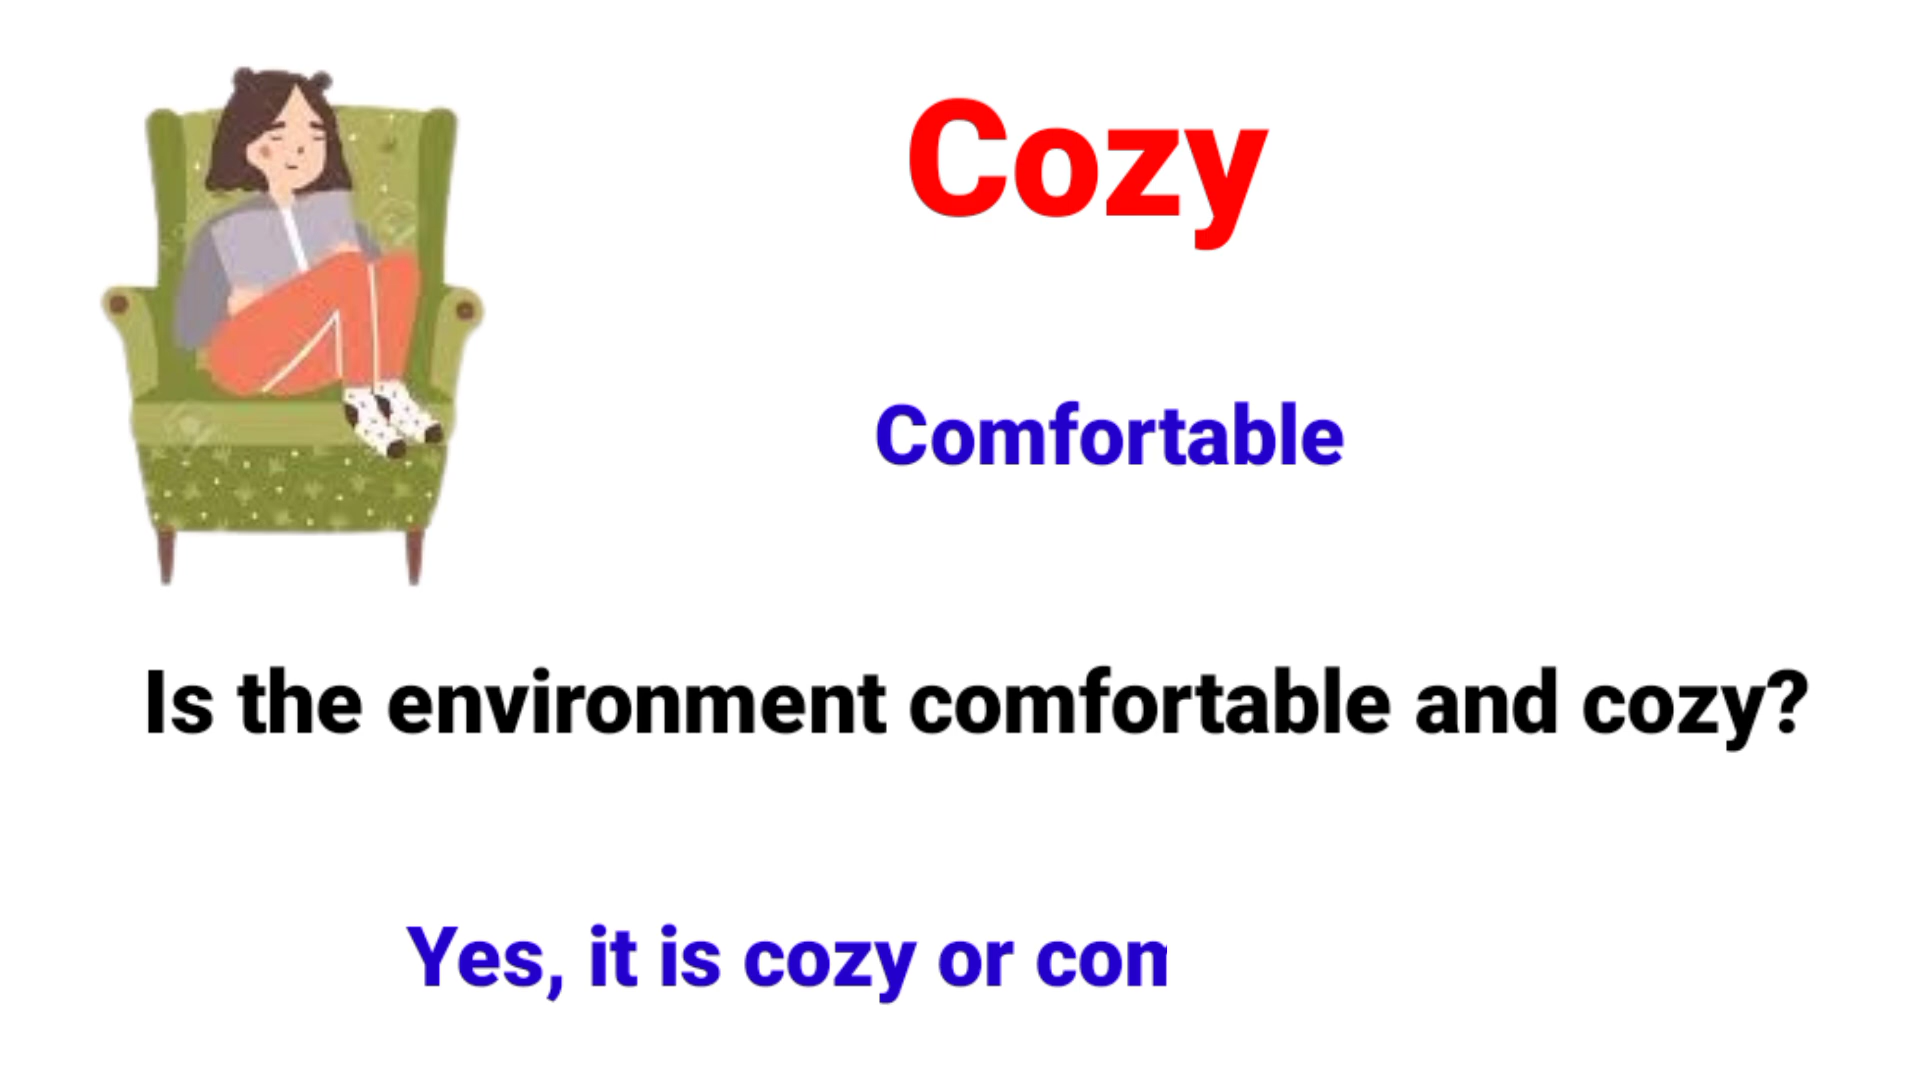 Cozy
Comfortable
Is the environment comfortable and cozy?
Yes, it is cozy or